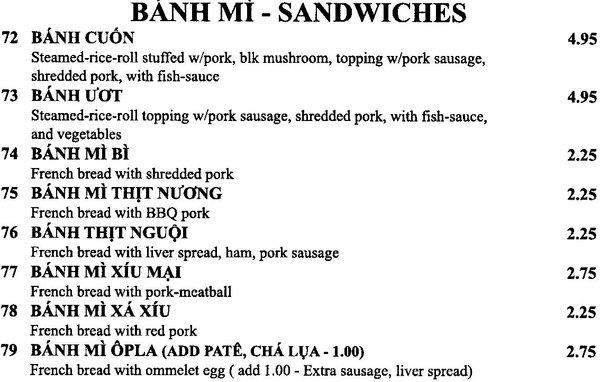 BÁNH MÌ - SANDWICHES
72 BÁNH CUÓN 4.95
Steamed-rice-roll stuffed w/pork, blk mushroom, topping w/pork sausage,
shredded pork, with fish-sauce
73 BÁNH ƯOT 4.95
Steamed-rice-roll topping w/pork sausage, shredded pork, with fish-sauce,
and vegetables
74 BÁNH MÌ BÌ 2.25
French bread with shredded pork
75 BÁNH MÌ THỊT NƯƠNG 2.25
French bread with BBQ pork
76 BÁNH THỊT NGUỘI 2.25
French bread with liver spread, ham, pork sausage
77 BÁNH MÌ XÍU MẠI 2.75
French bread with pork-meatball
78 BÁNH MÌ XÁ XÍU 2.25
French bread with red pork
79 BÁNH MÌ ÔPLA (ADD PATÊ, CHÁ LỤA - 1.00) 2.75
French bread with ommelet egg ( add 1.00 - Extra sausage, liver spread)